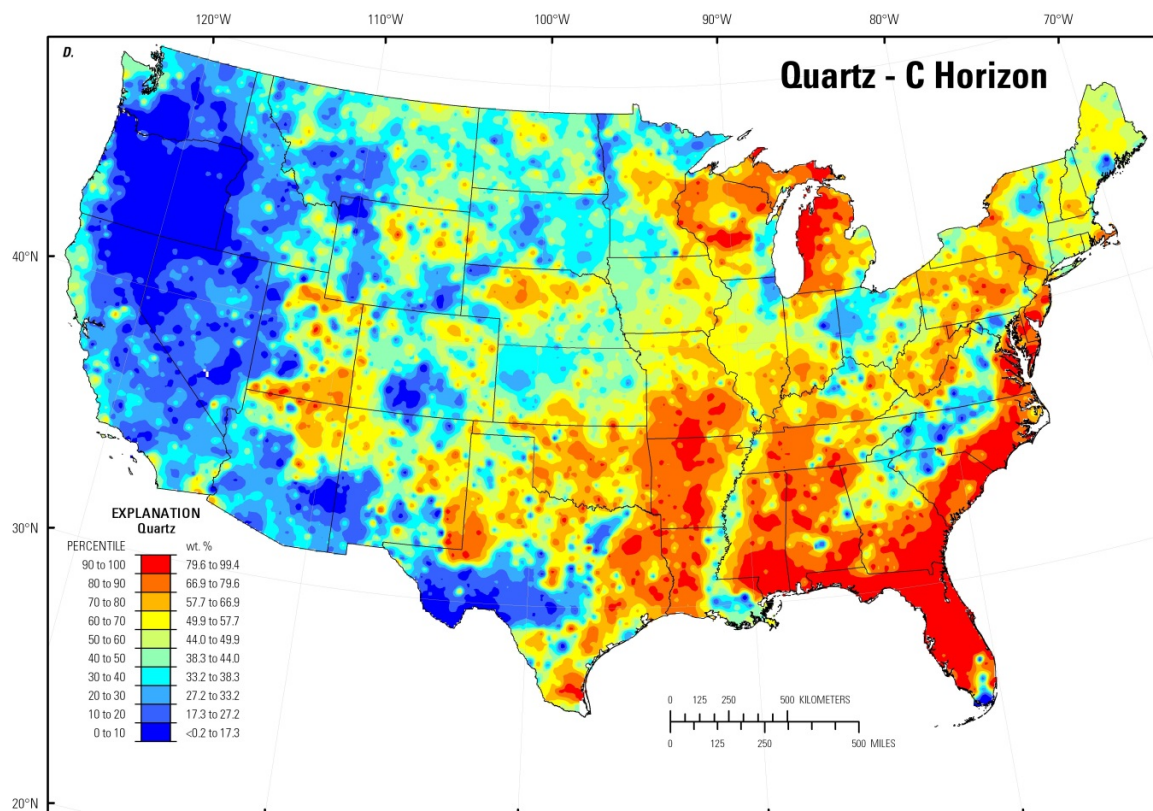 120°W 110°W 100°W 90°W 80°W 70°W
D.
Quartz - C Horizon
40°N
30°N
EXPLANATION
Quartz
PERCENTILE wt. %
90 to 100 79.6 to 99.4
80 to 90 66.9 to 79.6
70 to 80 57.7 to 66.9
60 to 70 49.9 to 57.7
50 to 60 44.0 to 49.9
40 to 50 38.3 to 44.0
30 to 40 33.2 to 38.3
20 to 30 27.2 to 33.2
10 to 20 17.3 to 27.2
0 to 10 <0.2 to 17.3
0 125 250 500 KILOMETERS
0 125 250 500 MILES
20°N